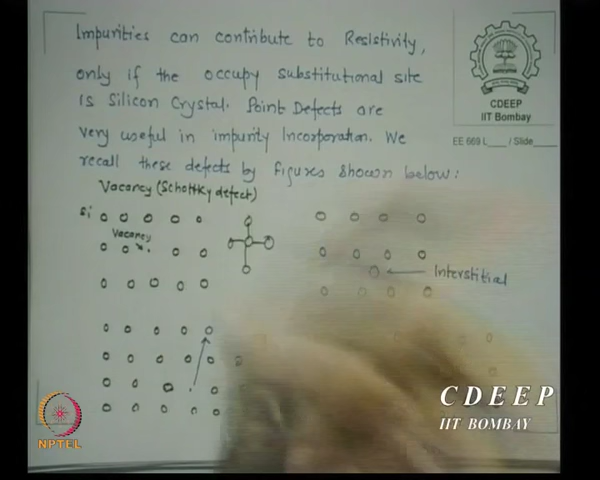 Impurities can contribute to Resistivity,
only if the occupy substitutional site
is Silicon Crystal. Point Defects are
very useful in impurity Incorporation. We
recall these defects by figures shown below:
Vacancy (Schottky defect)
Si
Vacancy
Interstitial
CDEEP
IIT Bombay
EE 669 L___ / Slide____
NPTEL
CDEEP
IIT BOMBAY